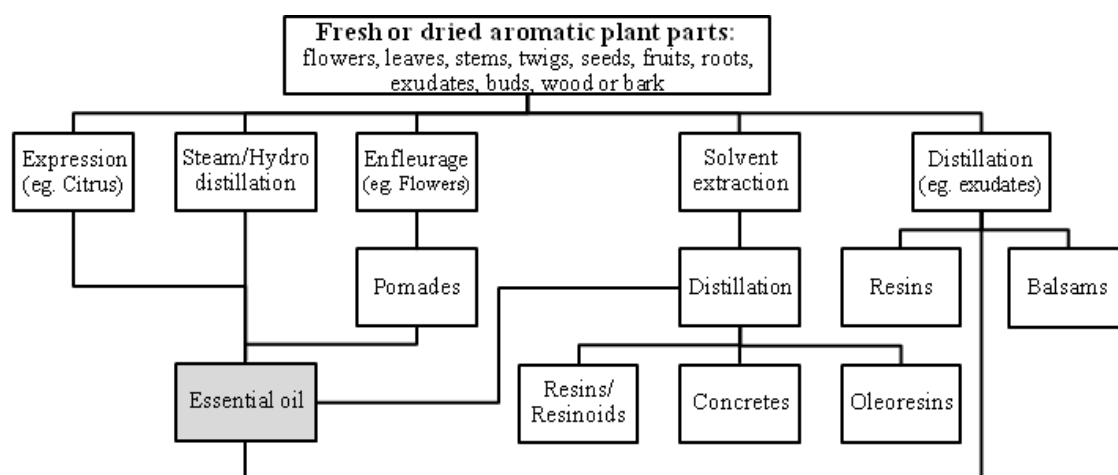 Fresh or dried aromatic plant parts:
flowers, leaves, stems, twigs, seeds, fruits, roots,
exudates, buds, wood or bark
Expression
(eg. Citrus)
Steam/Hydro
distillation
Enfleurage
(eg. Flowers)
Solvent
extraction
Distillation
(eg. exudates)
Pomades
Distillation
Resins
Balsams
Essential oil
Resins/
Resinoids
Concretes
Oleoresins